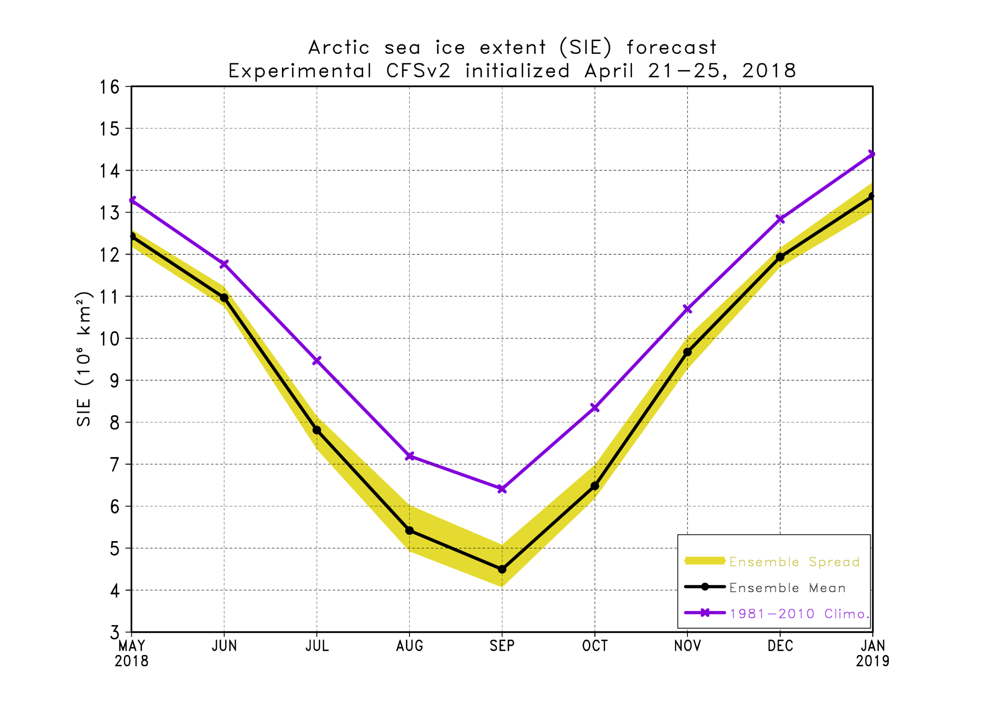 Arctic sea ice extent (SIE) forecast
Experimental CFSv2 initialized April 21-25, 2018
16
15
14
13
12
11
10
9
8
7
6
5
4
3
SIE (10⁶ km²)
MAY JUN JUL AUG SEP OCT NOV DEC JAN
2018 2019
Ensemble Spread
Ensemble Mean
1981-2010 Climo.